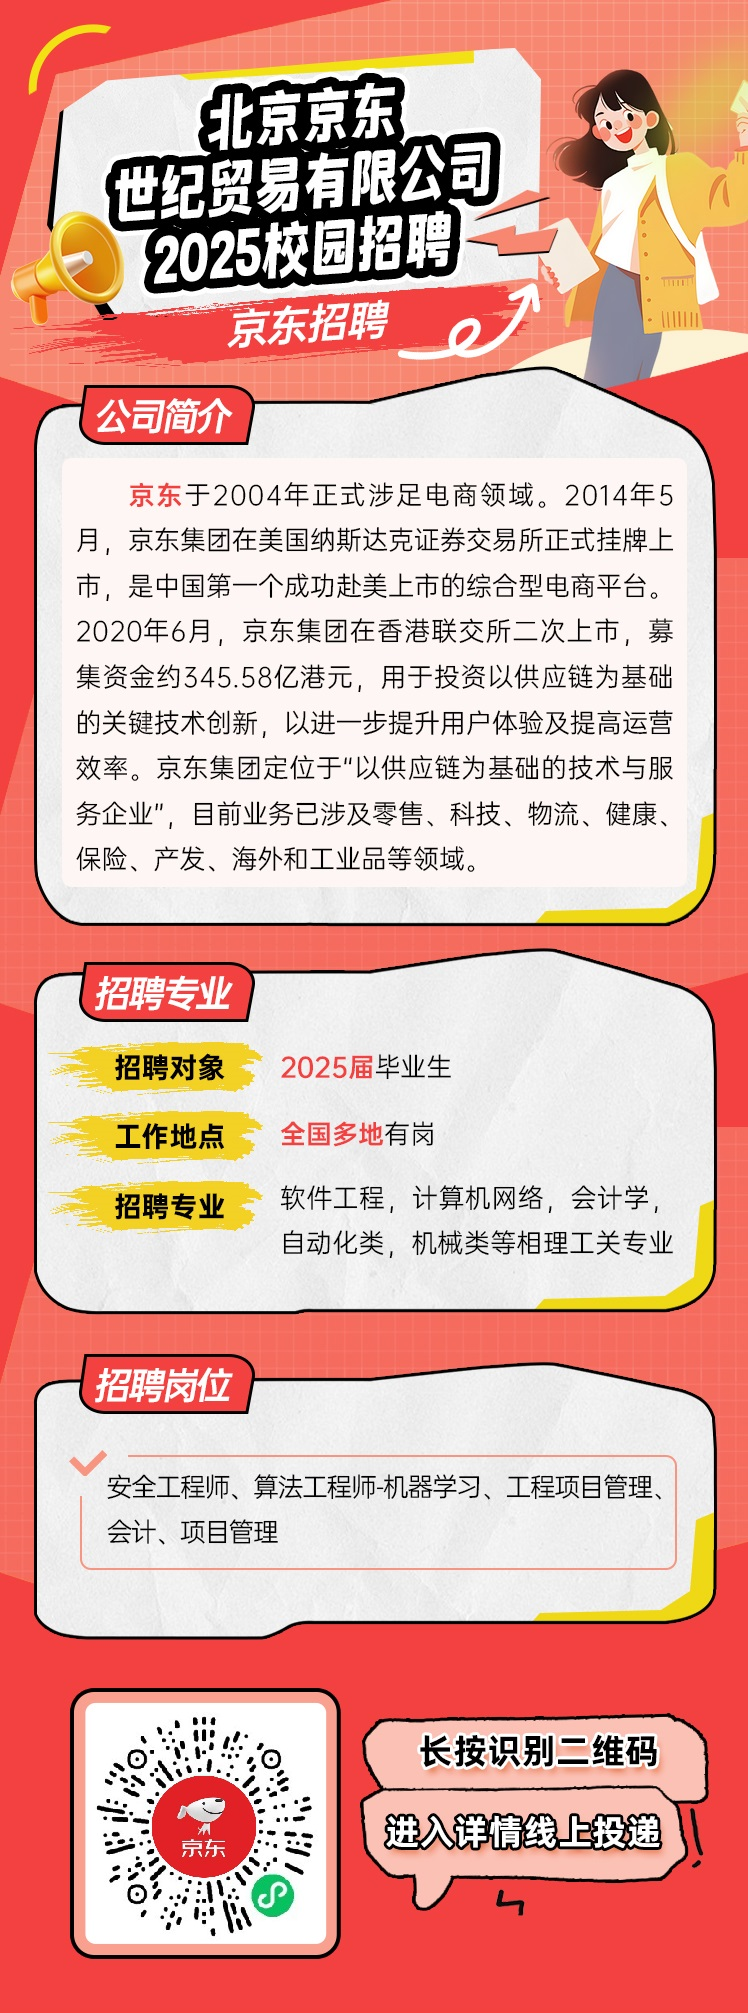 北京京东
世纪贸易有限公司
2025校园招聘
京东招聘
公司简介
京东于2004年正式涉足电商领域。2014年5
月，京东集团在美国纳斯达克证券交易所正式挂牌上
市，是中国第一个成功赴美上市的综合型电商平台。
2020年6月，京东集团在香港联交所二次上市，募
集资金约345.58亿港元，用于投资以供应链为基础
的关键技术创新，以进一步提升用户体验及提高运营
效率。京东集团定位于“以供应链为基础的技术与服
务企业”，目前业务已涉及零售、科技、物流、健康、
保险、产发、海外和工业品等领域。
招聘专业
招聘对象 2025届毕业生
工作地点 全国多地有岗
招聘专业 软件工程，计算机网络，会计学，
自动化类，机械类等相理工关专业
招聘岗位
安全工程师、算法工程师-机器学习、工程项目管理、
会计、项目管理
京东
长按识别二维码
进入详情线上投递